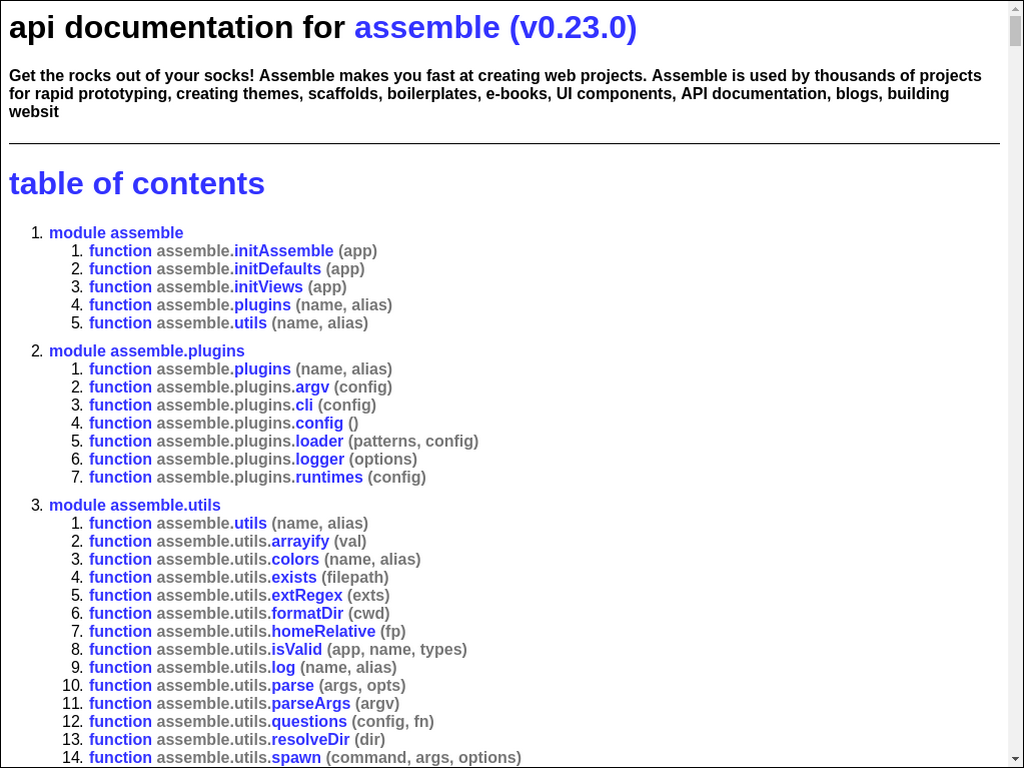 api documentation for assemble (v0.23.0)
Get the rocks out of your socks! Assemble makes you fast at creating web projects. Assemble is used by thousands of projects
for rapid prototyping, creating themes, scaffolds, boilerplates, e-books, UI components, API documentation, blogs, building
websit
table of contents
1. module assemble
1. function assemble.initAssemble (app)
2. function assemble.initDefaults (app)
3. function assemble.initViews (app)
4. function assemble.plugins (name, alias)
5. function assemble.utils (name, alias)
2. module assemble.plugins
1. function assemble.plugins (name, alias)
2. function assemble.plugins.argv (config)
3. function assemble.plugins.cli (config)
4. function assemble.plugins.config ()
5. function assemble.plugins.loader (patterns, config)
6. function assemble.plugins.logger (options)
7. function assemble.plugins.runtimes (config)
3. module assemble.utils
1. function assemble.utils (name, alias)
2. function assemble.utils.arrayify (val)
3. function assemble.utils.colors (name, alias)
4. function assemble.utils.exists (filepath)
5. function assemble.utils.extRegex (exts)
6. function assemble.utils.formatDir (cwd)
7. function assemble.utils.homeRelative (fp)
8. function assemble.utils.isValid (app, name, types)
9. function assemble.utils.log (name, alias)
10. function assemble.utils.parse (args, opts)
11. function assemble.utils.parseArgs (argv)
12. function assemble.utils.questions (config, fn)
13. function assemble.utils.resolveDir (dir)
14. function assemble.utils.spawn (command, args, options)